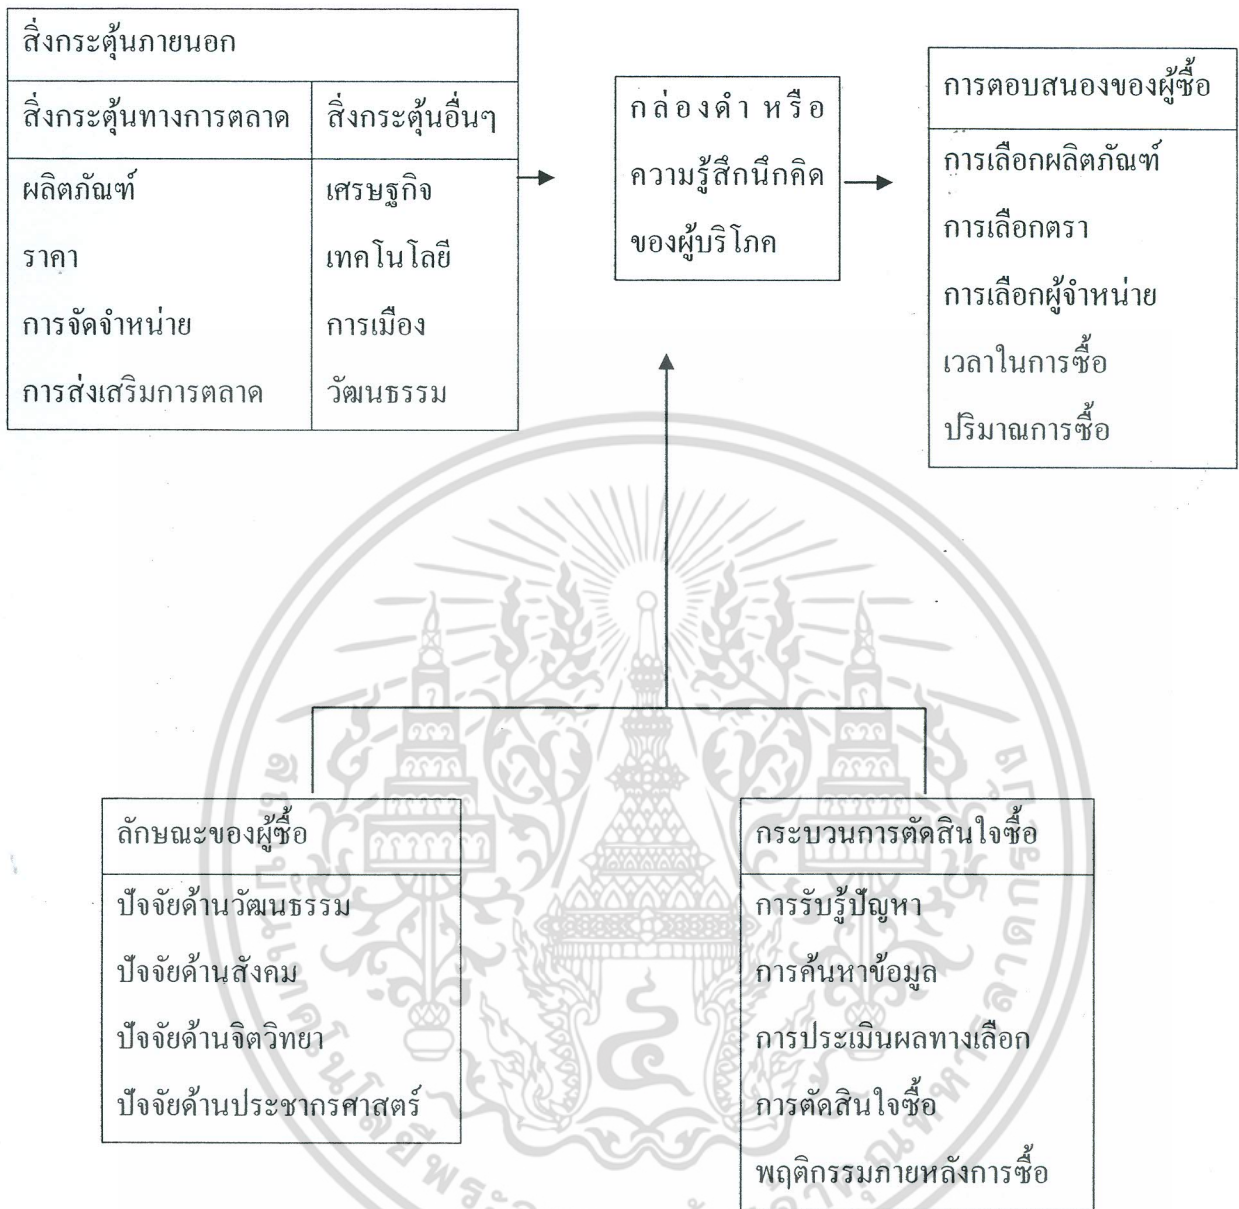 สิ่งกระตุ้นภายนอก
สิ่งกระตุ้นทางการตลาด
สิ่งกระตุ้นอื่นๆ
ผลิตภัณฑ์
เศรษฐกิจ
ราคา
เทคโนโลยี
การจัดจำหน่าย
การเมือง
การส่งเสริมการตลาด
วัฒนธรรม
กล่องดำ หรือ
ความรู้สึกนึกคิด
ของผู้บริโภค
การตอบสนองของผู้ซื้อ
การเลือกผลิตภัณฑ์
การเลือกตรา
การเลือกผู้จำหน่าย
เวลาในการซื้อ
ปริมาณการซื้อ
ลักษณะของผู้ซื้อ
ปัจจัยด้านวัฒนธรรม
ปัจจัยด้านสังคม
ปัจจัยด้านจิตวิทยา
ปัจจัยด้านประชากรศาสตร์
กระบวนการตัดสินใจซื้อ
การรับรู้ปัญหา
การค้นหาข้อมูล
การประเมินผลทางเลือก
การตัดสินใจซื้อ
พฤติกรรมภายหลังการซื้อ